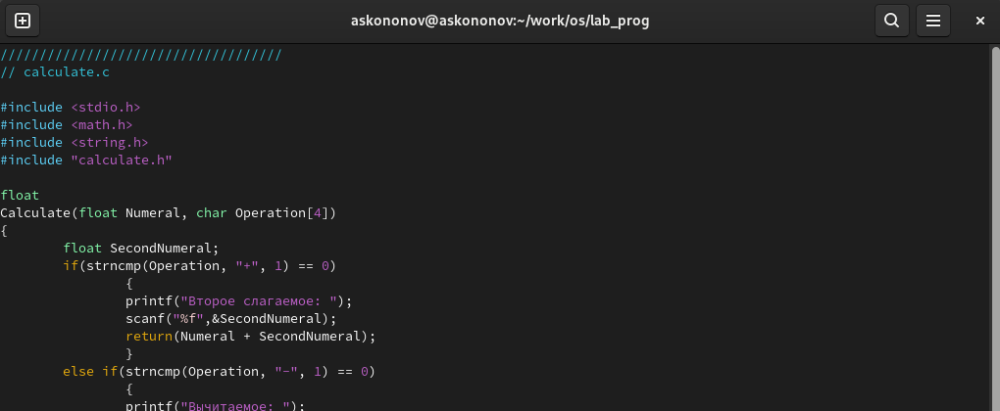 askononov@askononov:~/work/os/lab_prog
////////////////////////////////////
// calculate.c
#include <stdio.h>
#include <math.h>
#include <string.h>
#include "calculate.h"
float
Calculate(float Numeral, char Operation[4])
{
float SecondNumeral;
if(strncmp(Operation, "+", 1) == 0)
{
printf("Второе слагаемое: ");
scanf("%f",&SecondNumeral);
return(Numeral + SecondNumeral);
}
else if(strncmp(Operation, "-", 1) == 0)
{
printf("Вычитаемое: ");